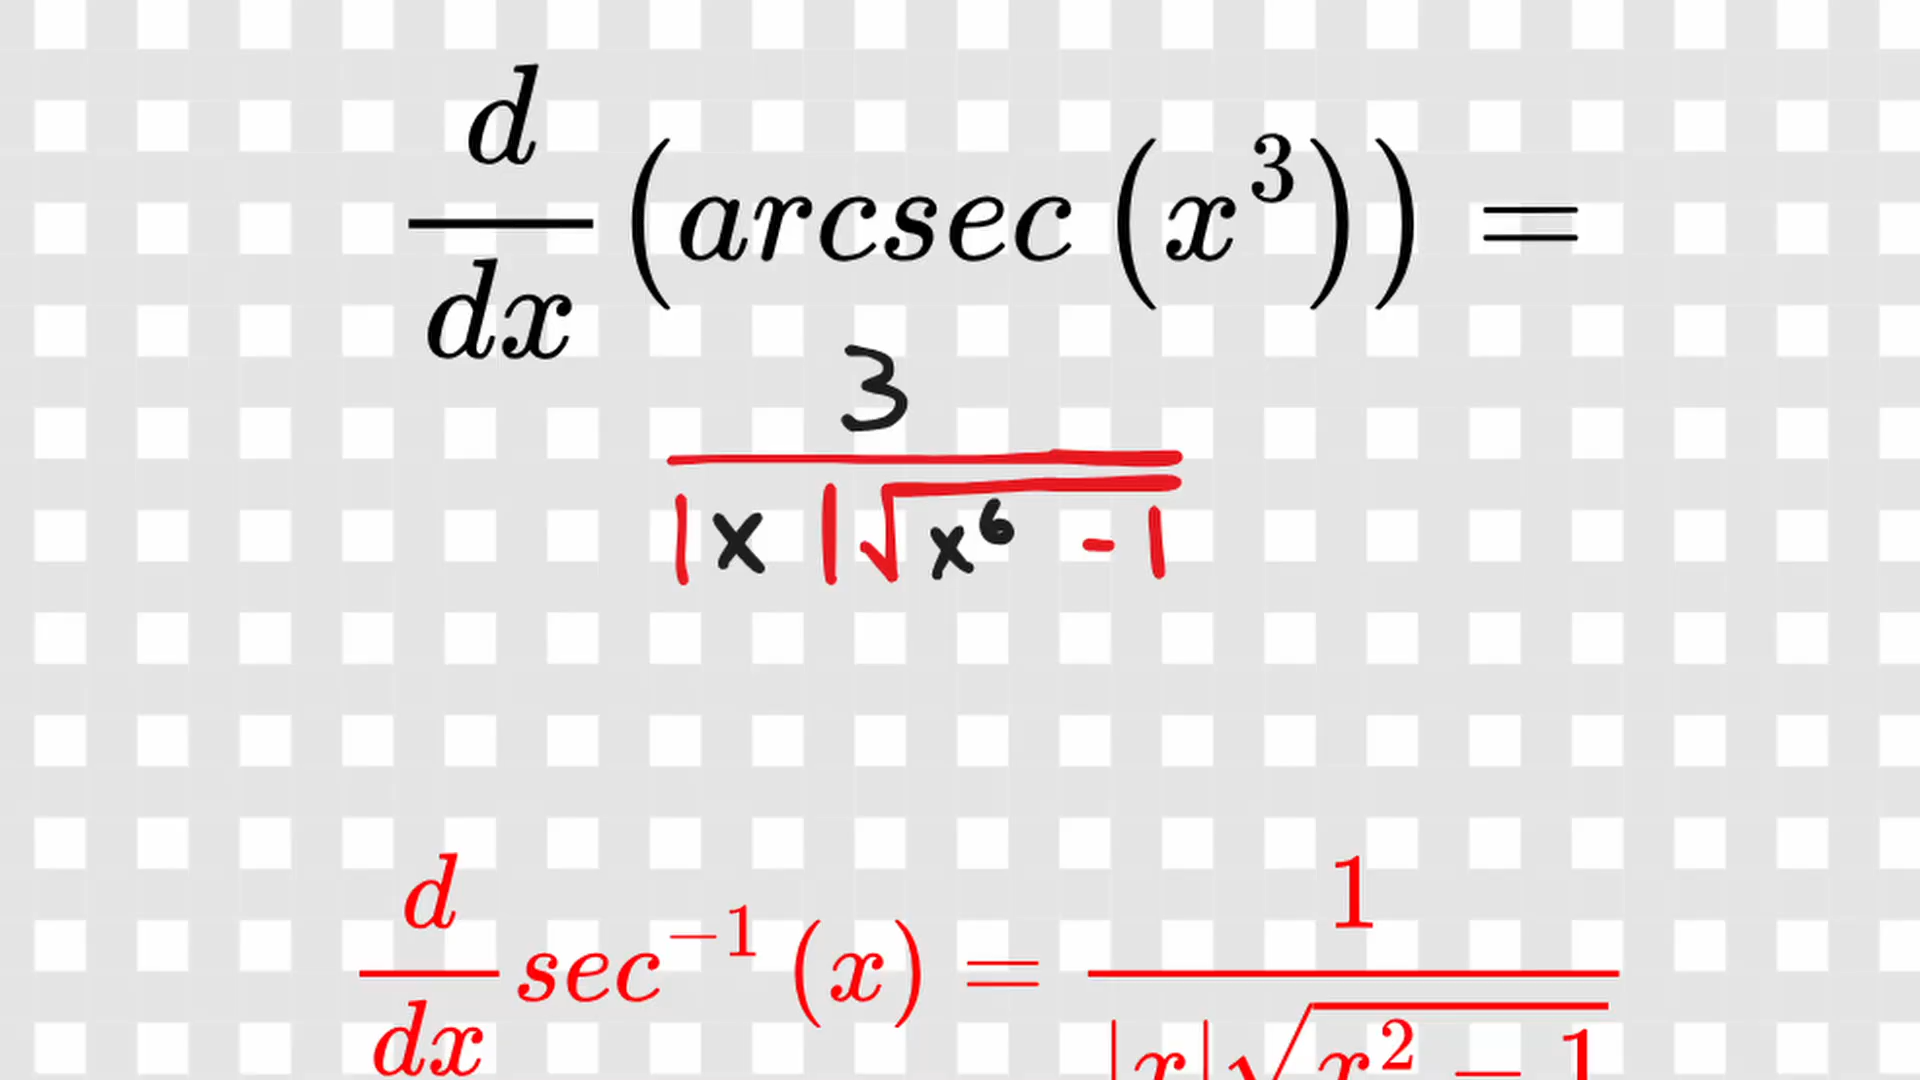 d/dx (arcsec(x³)) =
3
|x|√x⁶ - 1
d/dx sec⁻¹(x) = 1/|x|√x² - 1